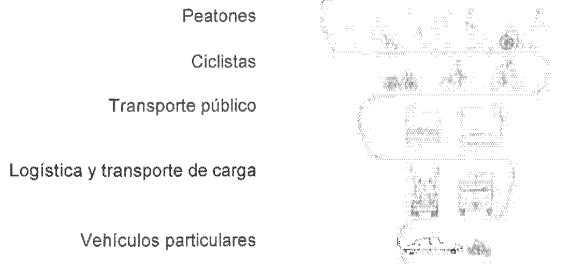 Peatones
Ciclistas
Transporte público
Logística y transporte de carga
Vehículos particulares